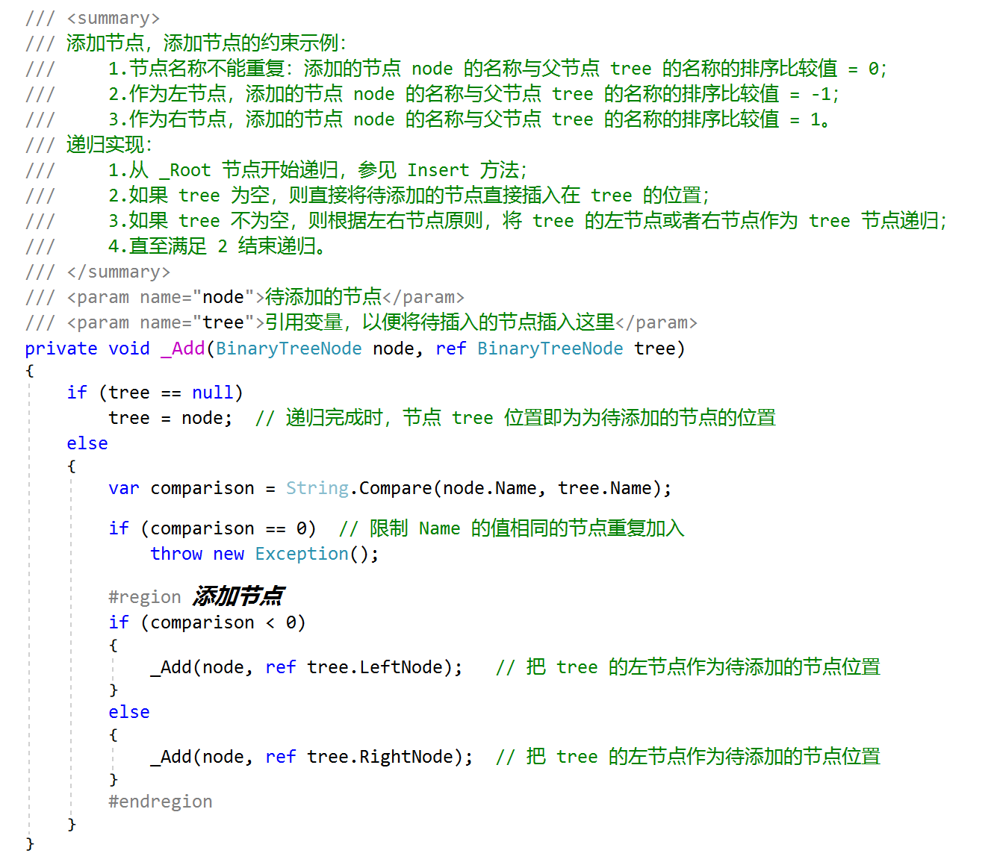 /// <summary>
/// 添加节点，添加节点的约束示例：
///     1.节点名称不能重复：添加的节点 node 的名称与父节点 tree 的名称的排序比较值 = 0；
///     2.作为左节点，添加的节点 node 的名称与父节点 tree 的名称的排序比较值 = -1；
///     3.作为右节点，添加的节点 node 的名称与父节点 tree 的名称的排序比较值 = 1。
/// 递归实现：
///     1.从 _Root 节点开始递归，参见 Insert 方法；
///     2.如果 tree 为空，则直接将待添加的节点直接插入在 tree 的位置；
///     3.如果 tree 不为空，则根据左右节点原则，将 tree 的左节点或者右节点作为 tree 节点递归；
///     4.直至满足 2 结束递归。
/// </summary>
/// <param name="node">待添加的节点</param>
/// <param name="tree">引用变量，以便将待插入的节点插入这里</param>
private void _Add(BinaryTreeNode node, ref BinaryTreeNode tree)
{
    if (tree == null)
        tree = node;  // 递归完成时，节点 tree 位置即为为待添加的节点的位置
    else
    {
        var comparison = String.Compare(node.Name, tree.Name);
        if (comparison == 0)  // 限制 Name 的值相同的节点重复加入
            throw new Exception();
        #region 添加节点
        if (comparison < 0)
        {
            _Add(node, ref tree.LeftNode);   // 把 tree 的左节点作为待添加的节点位置
        }
        else
        {
            _Add(node, ref tree.RightNode);  // 把 tree 的左节点作为待添加的节点位置
        }
        #endregion
    }
}